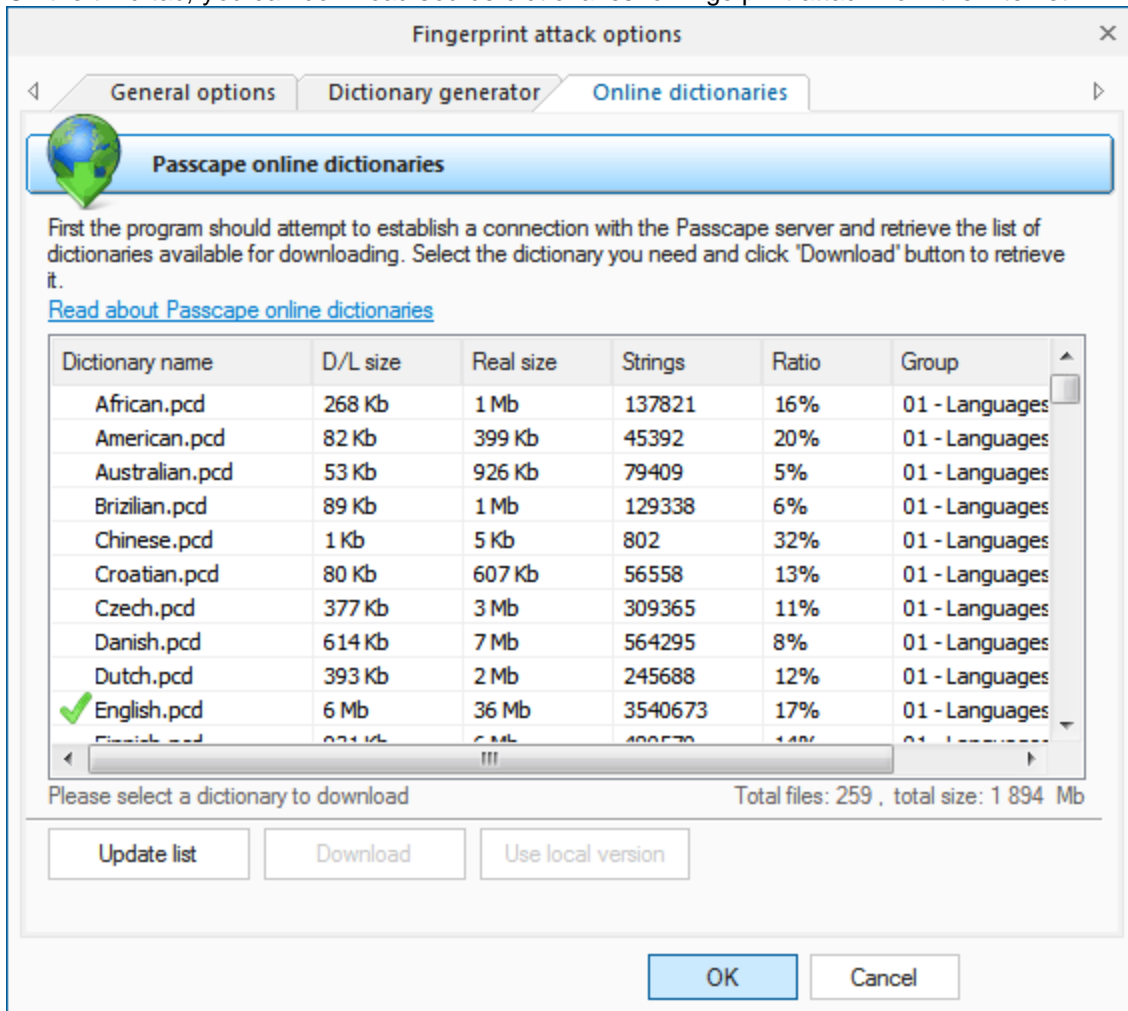 Fingerprint attack options
General options Dictionary generator Online dictionaries
Passcape online dictionaries
First the program should attempt to establish a connection with the Passcape server and retrieve the list of
dictionaries available for downloading. Select the dictionary you need and click 'Download' button to retrieve
it.
Read about Passcape online dictionaries
Dictionary name D/L size Real size Strings Ratio Group
African.pcd 268 Kb 1 Mb 137821 16% 01 - Languages
American.pcd 82 Kb 399 Kb 45392 20% 01 - Languages
Australian.pcd 53 Kb 926 Kb 79409 5% 01 - Languages
Brizilian.pcd 89 Kb 1 Mb 129338 6% 01 - Languages
Chinese.pcd 1 Kb 5 Kb 802 32% 01 - Languages
Croatian.pcd 80 Kb 607 Kb 56558 13% 01 - Languages
Czech.pcd 377 Kb 3 Mb 309365 11% 01 - Languages
Danish.pcd 614 Kb 7 Mb 564295 8% 01 - Languages
Dutch.pcd 393 Kb 2 Mb 245688 12% 01 - Languages
English.pcd 6 Mb 36 Mb 3540673 17% 01 - Languages
Please select a dictionary to download Total files: 259 , total size: 1 894 Mb
Update list Download Use local version
OK Cancel